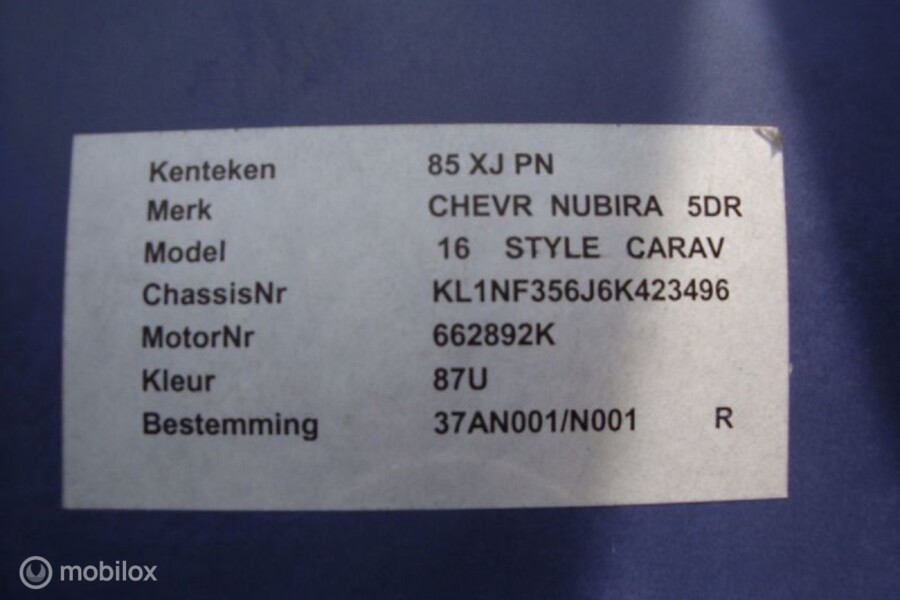 Kenteken 85 XJ PN
Merk CHEVR NUBIRA 5DR
Model 16 STYLE CARAV
ChassisNr KL1NF356J6K423496
MotorNr 662892K
Kleur 87U
Bestemming 37AN001/N001 R
mobilox